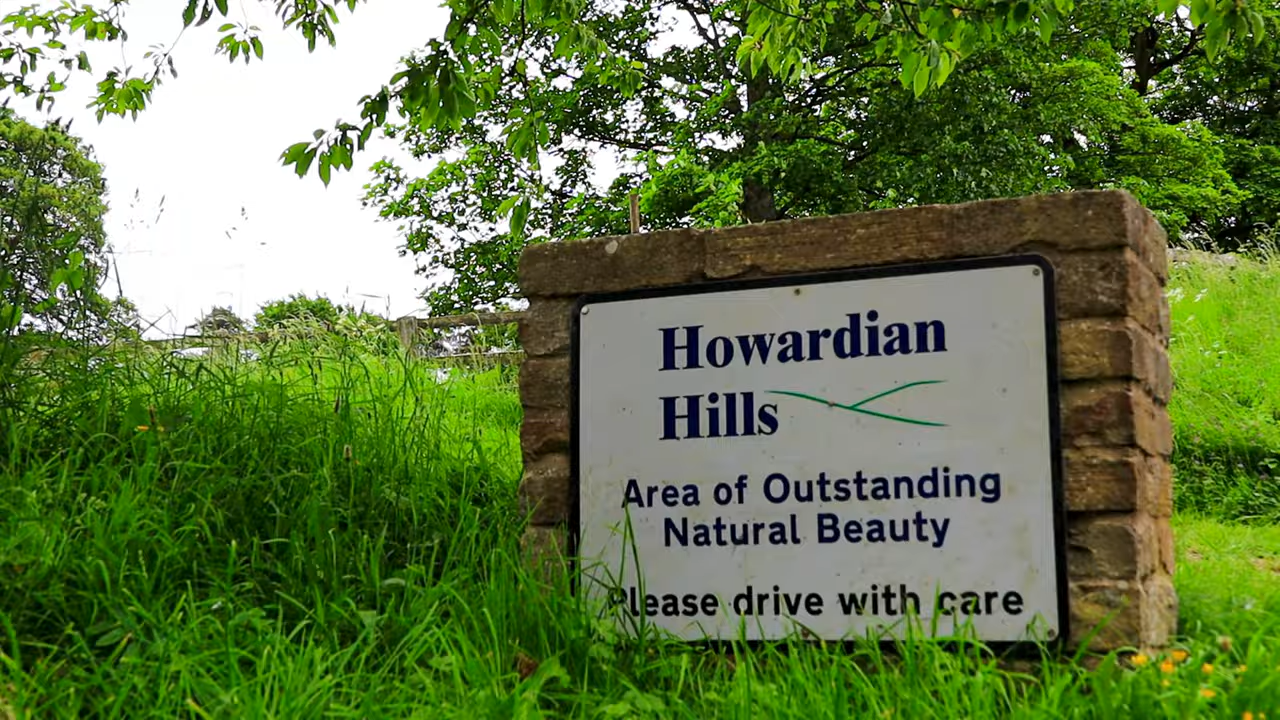 Howardian
Hills
Area of Outstanding
Natural Beauty
Please drive with care